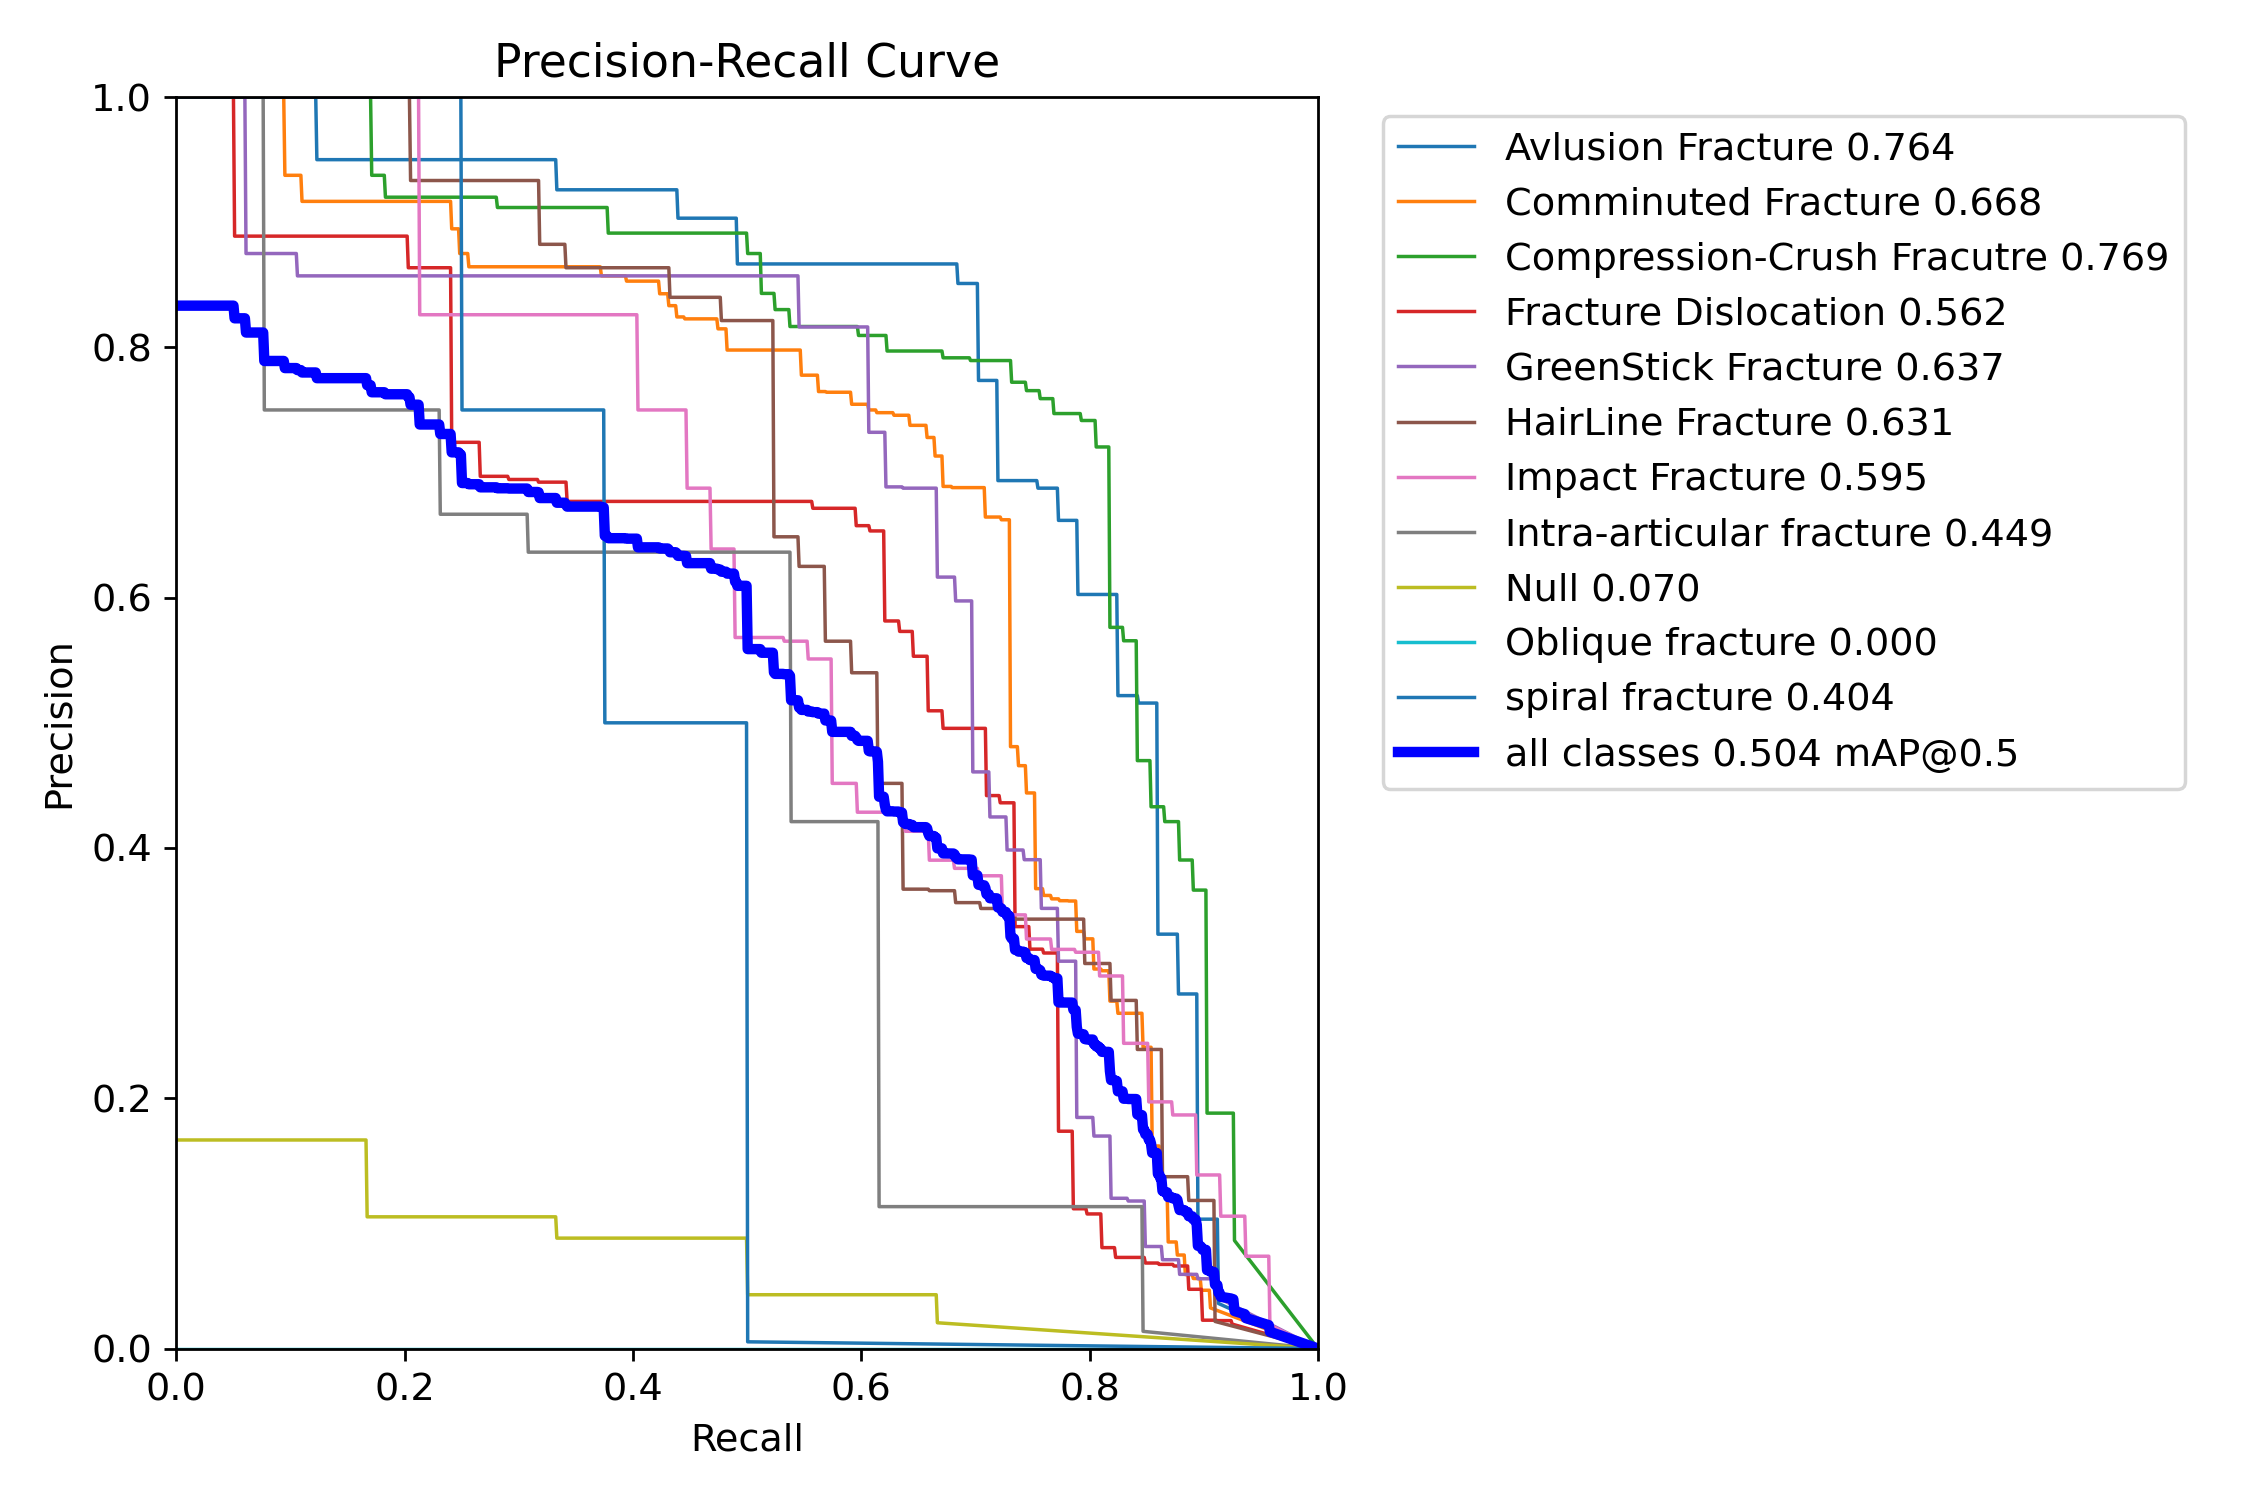 Precision-Recall Curve
1.0
0.8
0.6
0.4
0.2
0.0
Precision
0.0 0.2 0.4 0.6 0.8 1.0
Recall
Avlusion Fracture 0.764
Comminuted Fracture 0.668
Compression-Crush Fracutre 0.769
Fracture Dislocation 0.562
GreenStick Fracture 0.637
HairLine Fracture 0.631
Impact Fracture 0.595
Intra-articular fracture 0.449
Null 0.070
Oblique fracture 0.000
spiral fracture 0.404
all classes 0.504 mAP@0.5